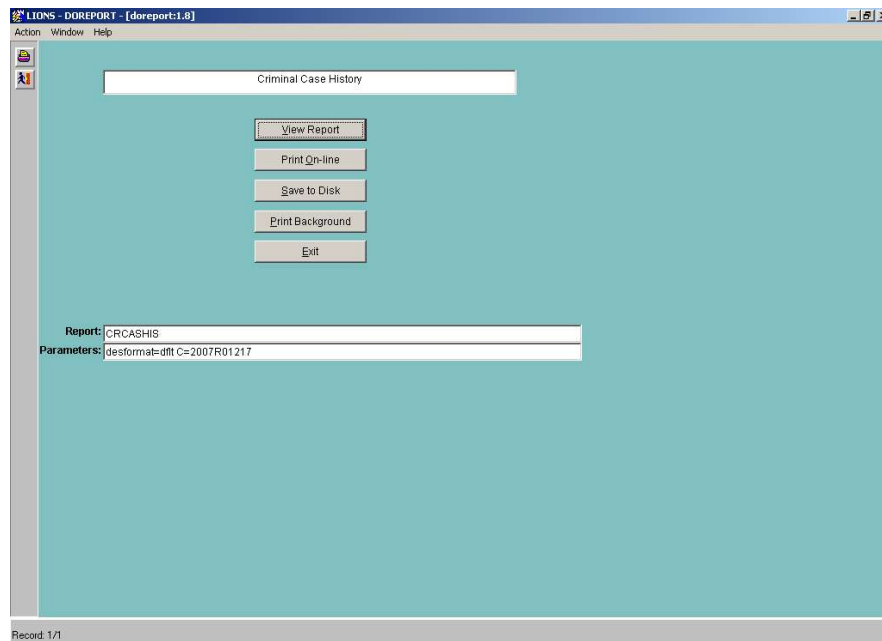 LIONS - DOREPORT - [doreport:1.8]
Action Window Help
Criminal Case History
View Report
Print On-line
Save to Disk
Print Background
Exit
Report: CRCASHIS
Parameters: desformat=dflt C=2007R01217
Record: 1/1